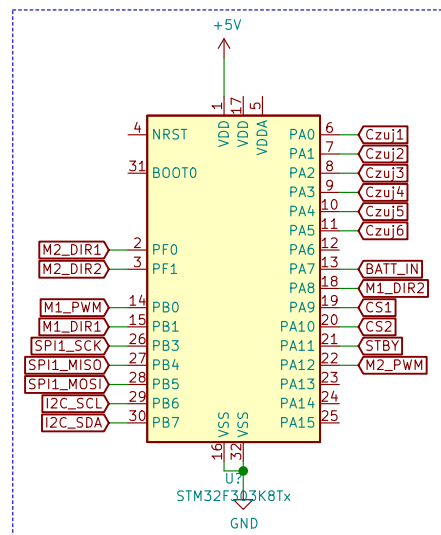 +5V
1 VDD
17 VDD
5 VDDA
4 NRST
31 BOOT0
M2_DIR1 2 PF0
M2_DIR2 3 PF1
M1_PWM 14 PB0
M1_DIR1 15 PB1
SPI1_SCK 26 PB3
SPI1_MISO 27 PB4
SPI1_MOSI 28 PB5
I2C_SCL 29 PB6
I2C_SDA 30 PB7
PA0 6 Czuj1
PA1 7 Czuj2
PA2 8 Czuj3
PA3 9 Czuj4
PA4 10 Czuj5
PA5 11 Czuj6
PA6 12
PA7 13 BATT_IN
PA8 18 M1_DIR2
PA9 19 CS1
PA10 20 CS2
PA11 21 STBY
PA12 22 M2_PWM
PA13 23
PA14 24
PA15 25
VSS 16
VSS 32
U?
STM32F303K8Tx
GND